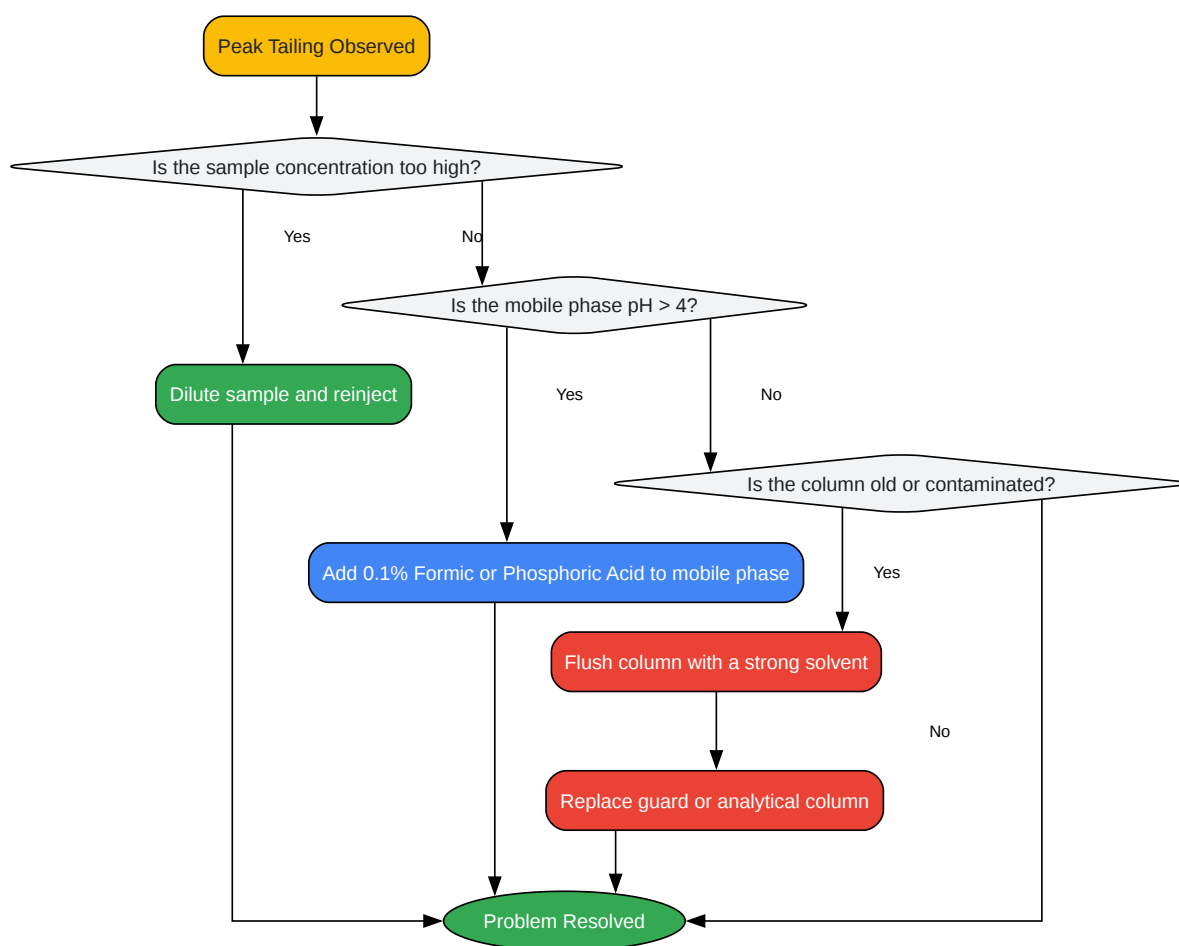 Peak Tailing Observed
Is the sample concentration too high?
Yes
No
Is the mobile phase pH > 4?
Dilute sample and reinject
Yes
No
Is the column old or contaminated?
Add 0.1% Formic or Phosphoric Acid to mobile phase
Yes
Flush column with a strong solvent
No
Replace guard or analytical column
Problem Resolved